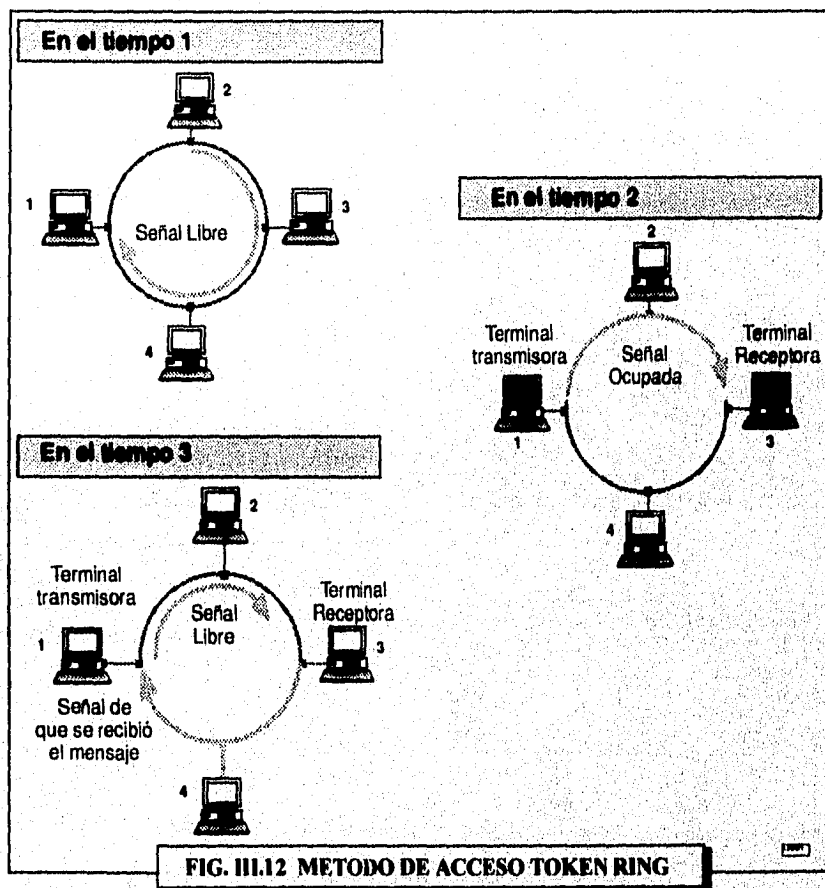 En el tiempo 1
2
1
Señal Libre
3
4
En el tiempo 2
2
Terminal
transmisora
Señal
Ocupada
Terminal
Receptora
1
3
4
En el tiempo 3
2
Terminal
transmisora
Señal
Libre
Terminal
Receptora
1
3
Señal de
que se recibió
el mensaje
4
FIG. III.12 METODO DE ACCESO TOKEN RING